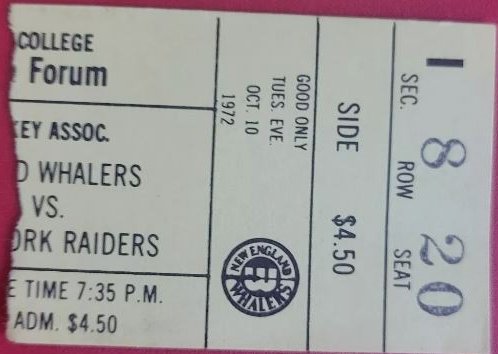 COLLEGE
Forum
KEY ASSOC.
D WHALERS
VS.
ORK RAIDERS
E TIME 7:35 P.M.
ADM. $4.50
GOOD ONLY
TUES. EVE.
OCT. 10
1972
NEW ENGLAND
WHALERS
SIDE $4.50
SEC. ROW SEAT
1 8 20